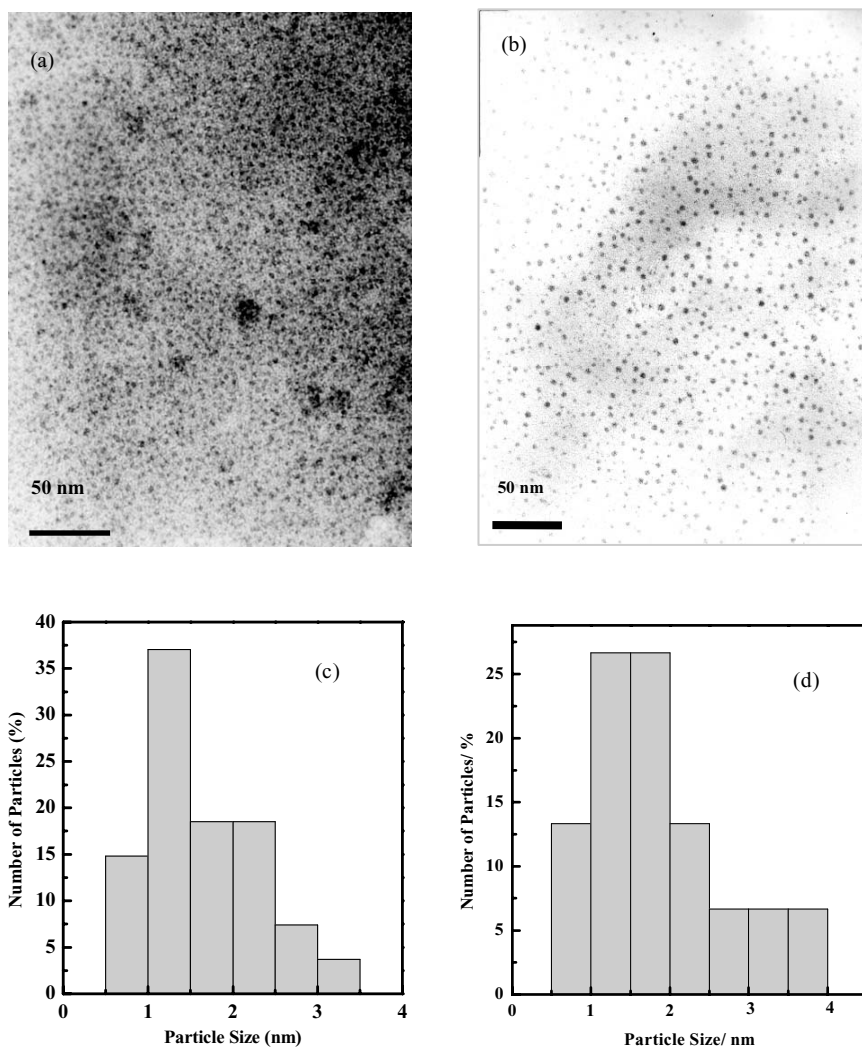 (a)
50 nm
(b)
50 nm
40
35
30
25
20
15
10
5
0
Number of Particles (%)
(c)
0 1 2 3 4
Particle Size (nm)
25
20
15
10
5
0
Number of Particles/ %
(d)
0 1 2 3 4
Particle Size/ nm